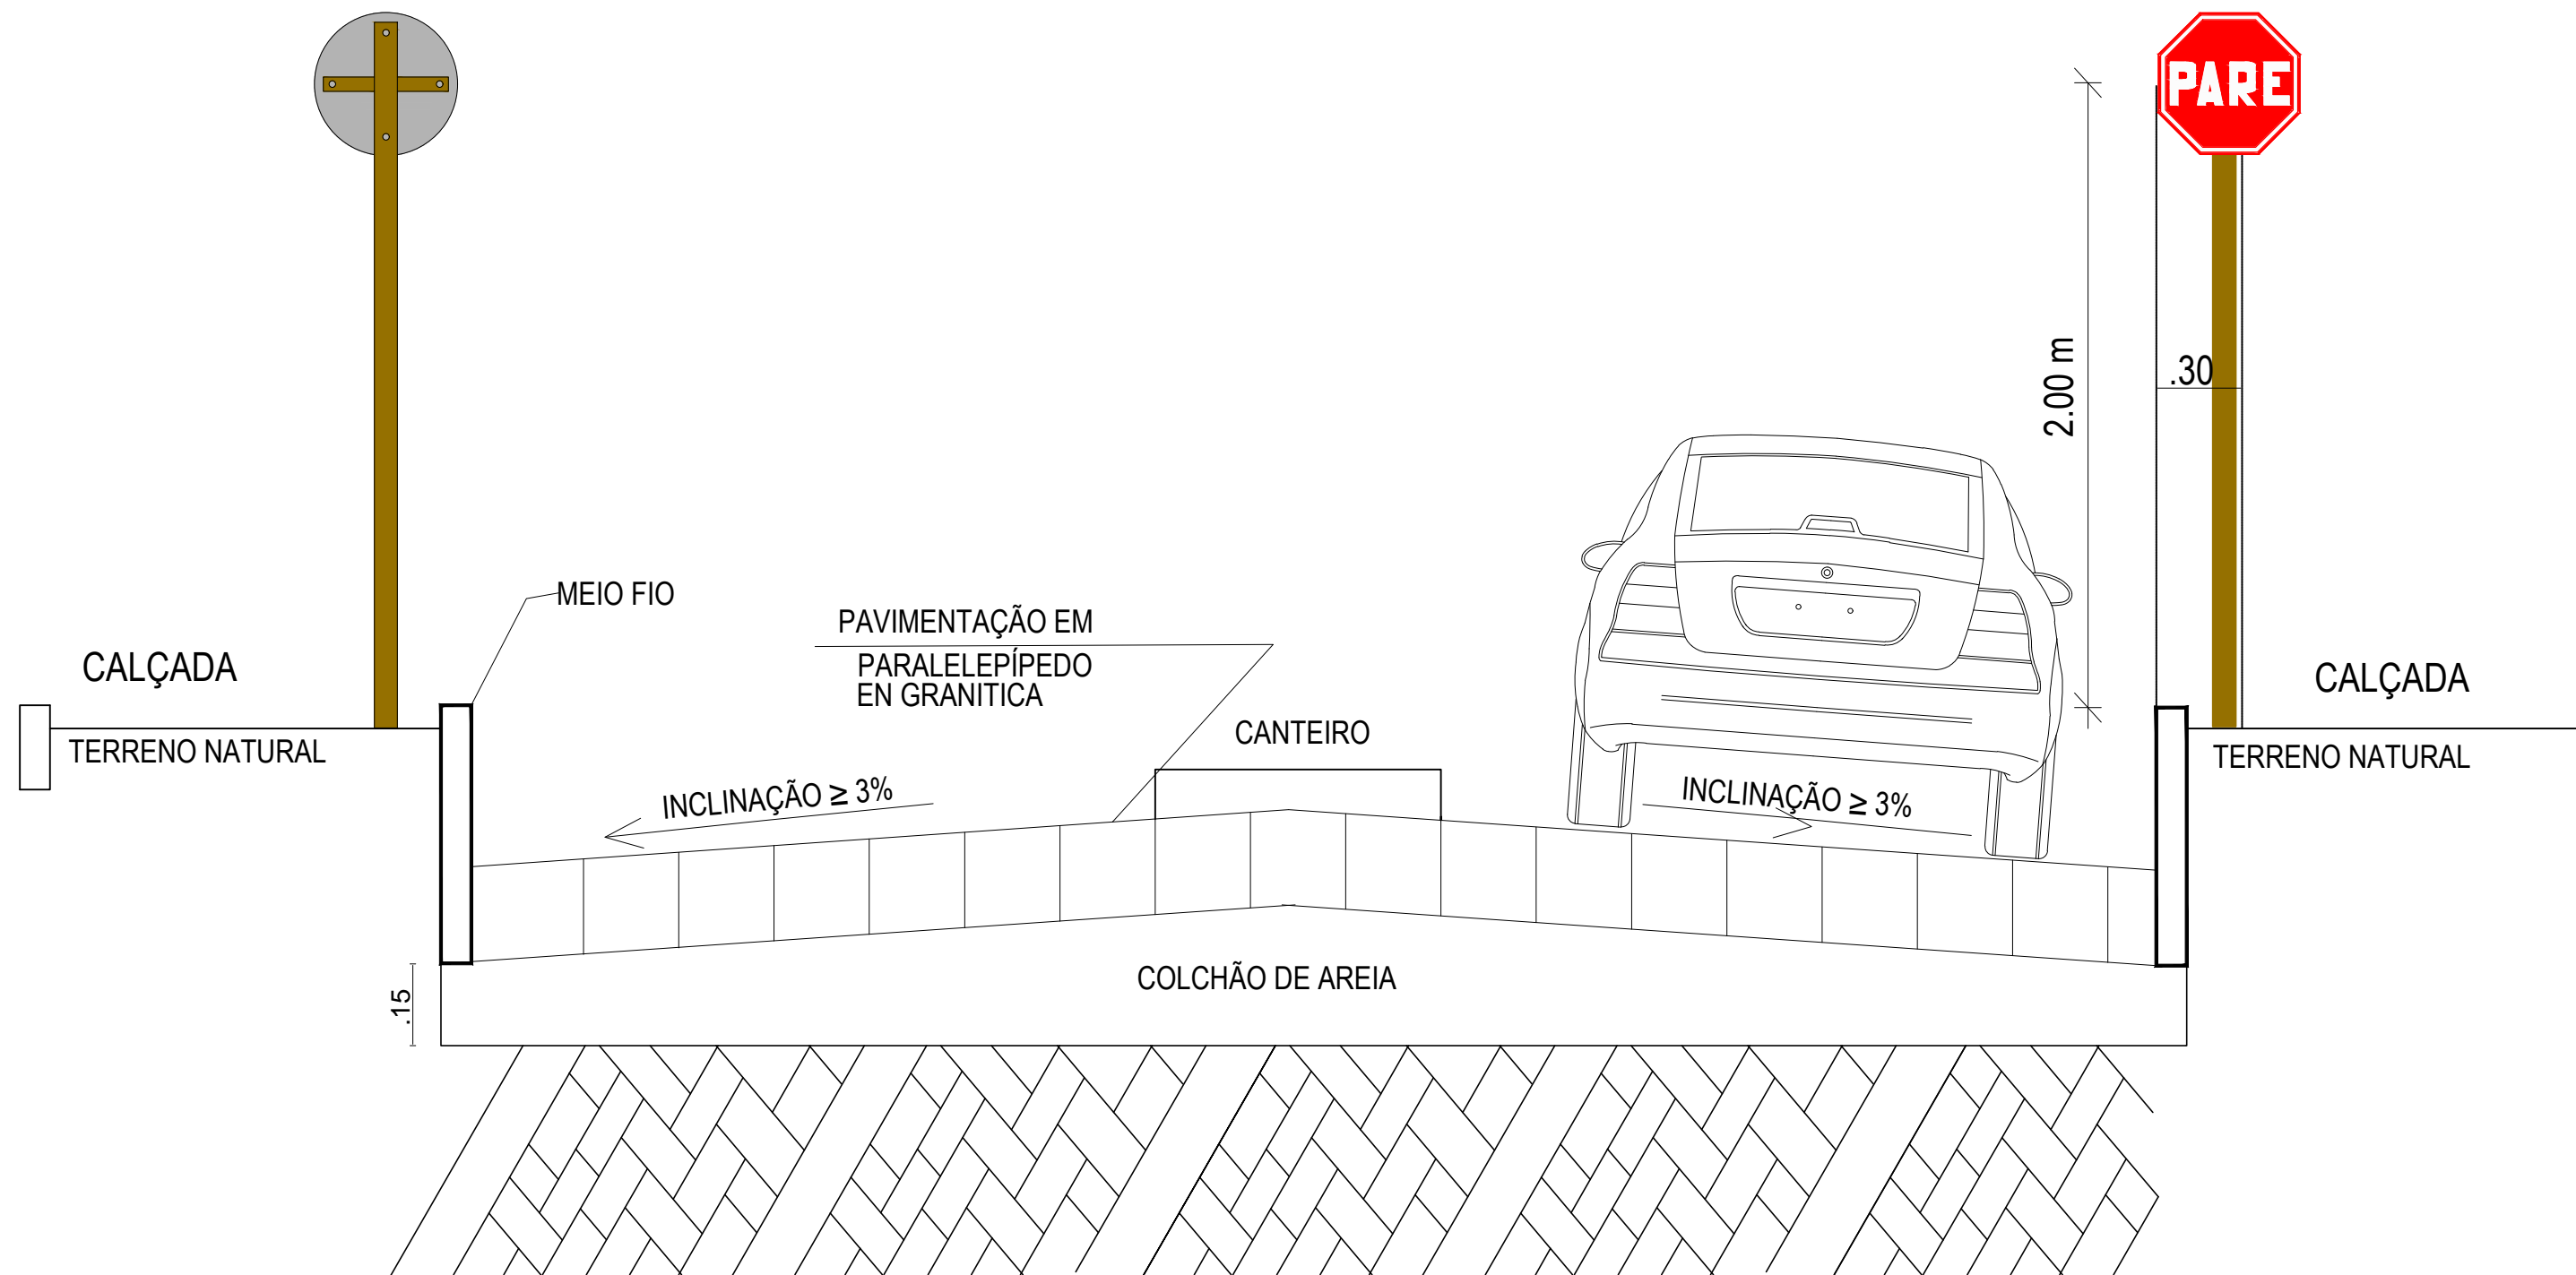 PARE
2.00 m
.30
MEIO FIO
PAVIMENTAÇÃO EM
PARALELEPÍPEDO
EN GRANITICA
CALÇADA
CALÇADA
CANTEIRO
TERRENO NATURAL
TERRENO NATURAL
INCLINAÇÃO ≥ 3%
INCLINAÇÃO ≥ 3%
COLCHÃO DE AREIA
.15